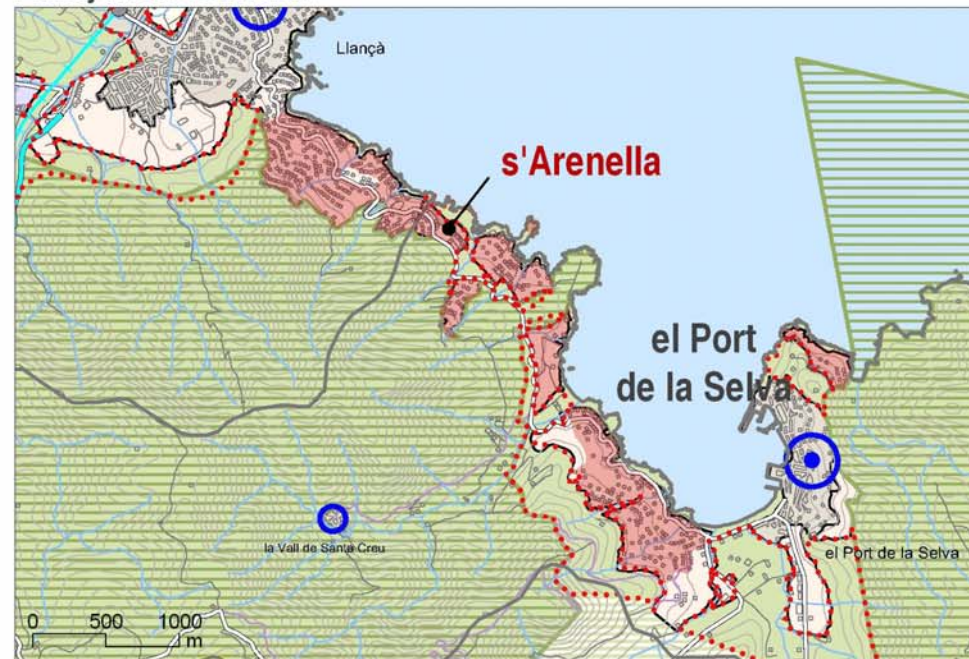 Llançà
s'Arenella
el Port
de la Selva
la Vall de Santa Creu
el Port de la Selva
0 500 1000
m